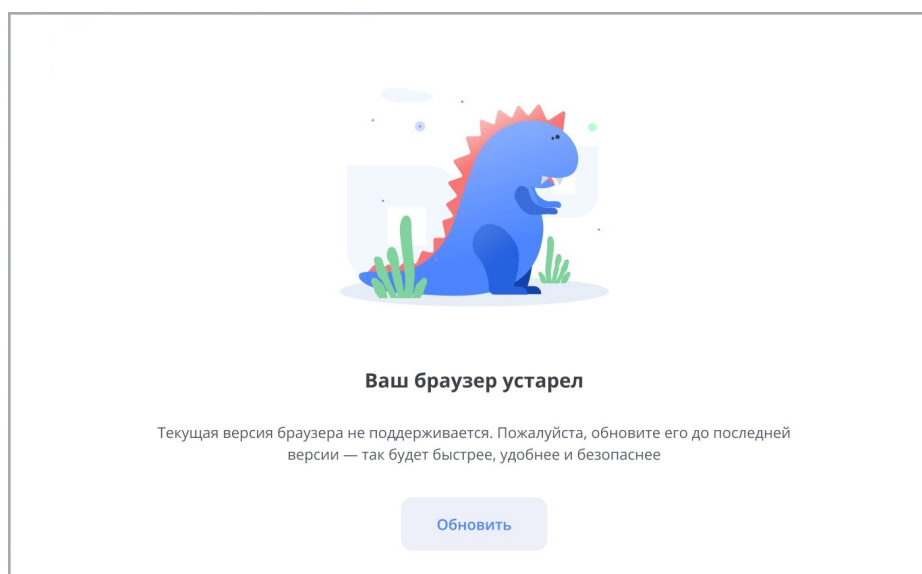 Ваш браузер устарел
Текущая версия браузера не поддерживается. Пожалуйста, обновите его до последней
версии — так будет быстрее, удобнее и безопаснее
Обновить